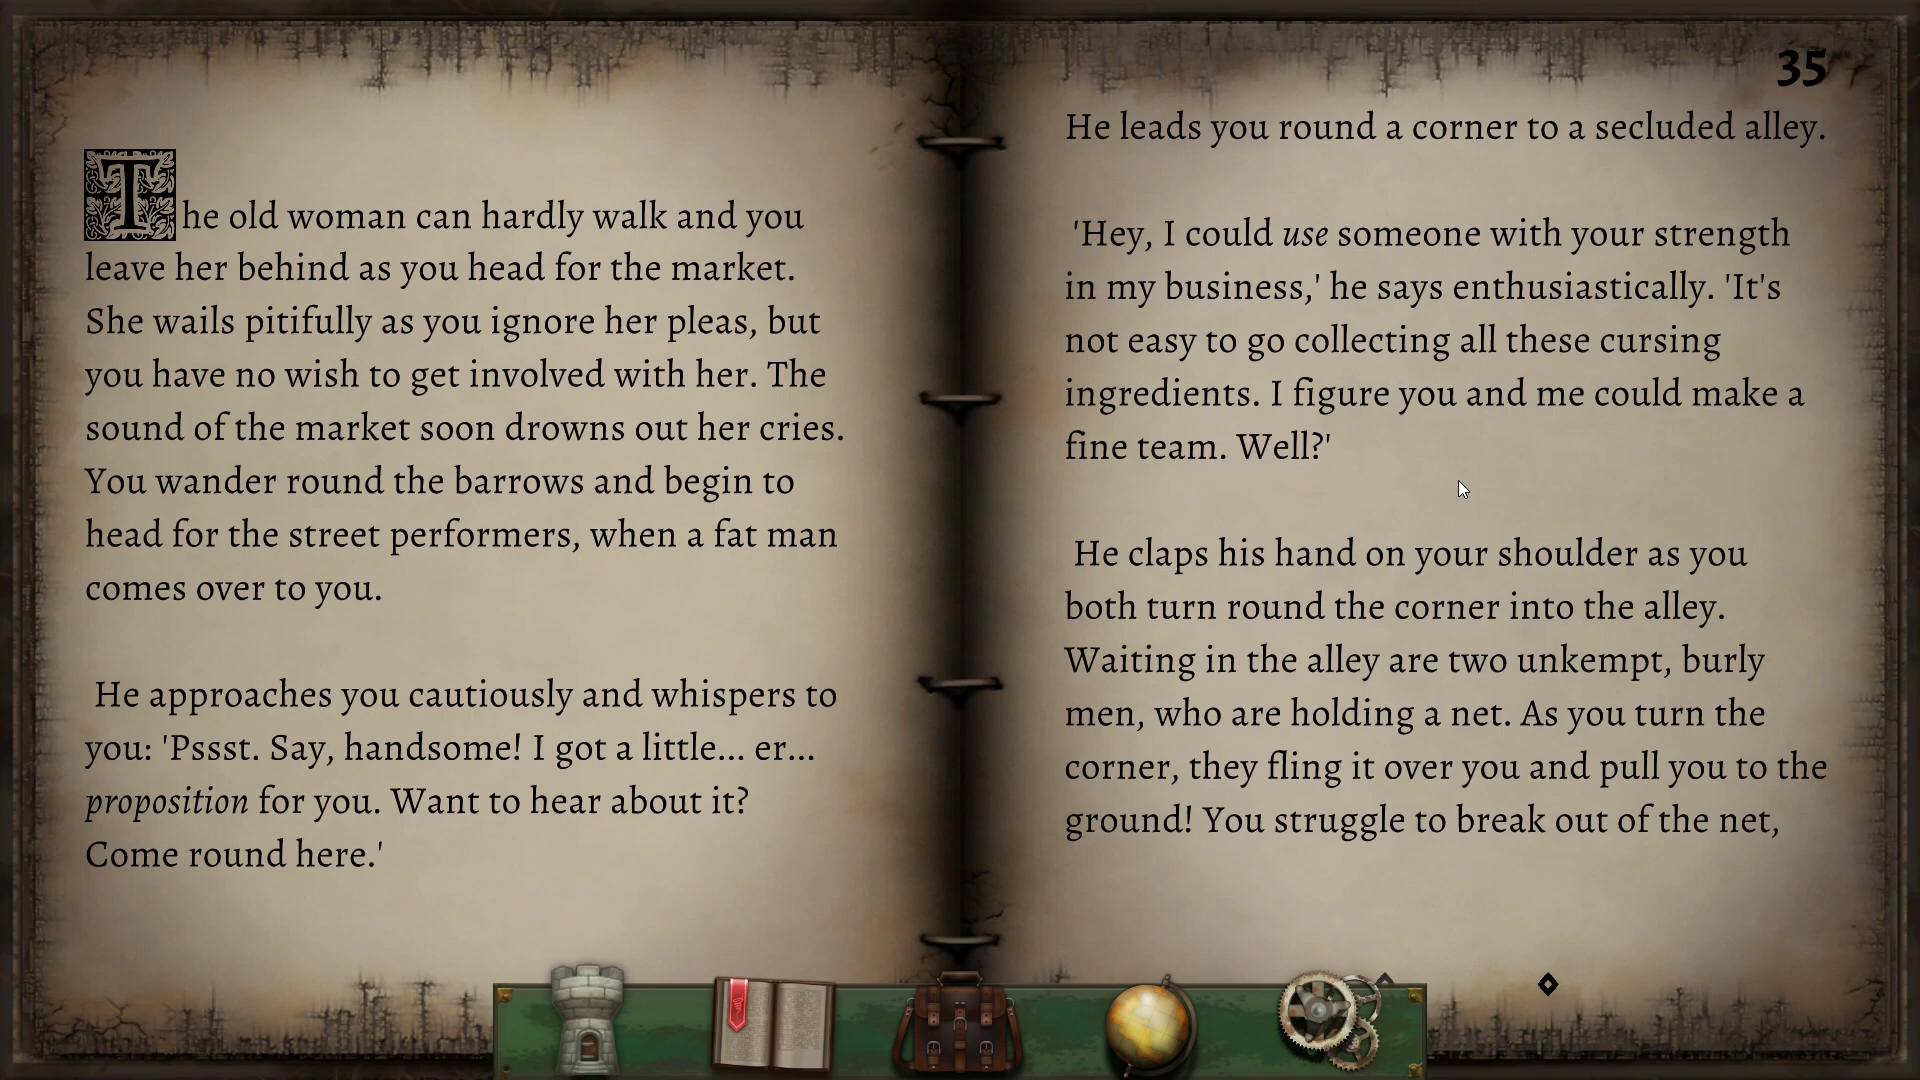 The old woman can hardly walk and you
leave her behind as you head for the market.
She wails pitifully as you ignore her pleas, but
you have no wish to get involved with her. The
sound of the market soon drowns out her cries.
You wander round the barrows and begin to
head for the street performers, when a fat man
comes over to you.
He approaches you cautiously and whispers to
you: 'Pssst. Say, handsome! I got a little... er...
proposition for you. Want to hear about it?
Come round here.'
35
He leads you round a corner to a secluded alley.
'Hey, I could use someone with your strength
in my business,' he says enthusiastically. 'It's
not easy to go collecting all these cursing
ingredients. I figure you and me could make a
fine team. Well?'
He claps his hand on your shoulder as you
both turn round the corner into the alley.
Waiting in the alley are two unkempt, burly
men, who are holding a net. As you turn the
corner, they fling it over you and pull you to the
ground! You struggle to break out of the net,